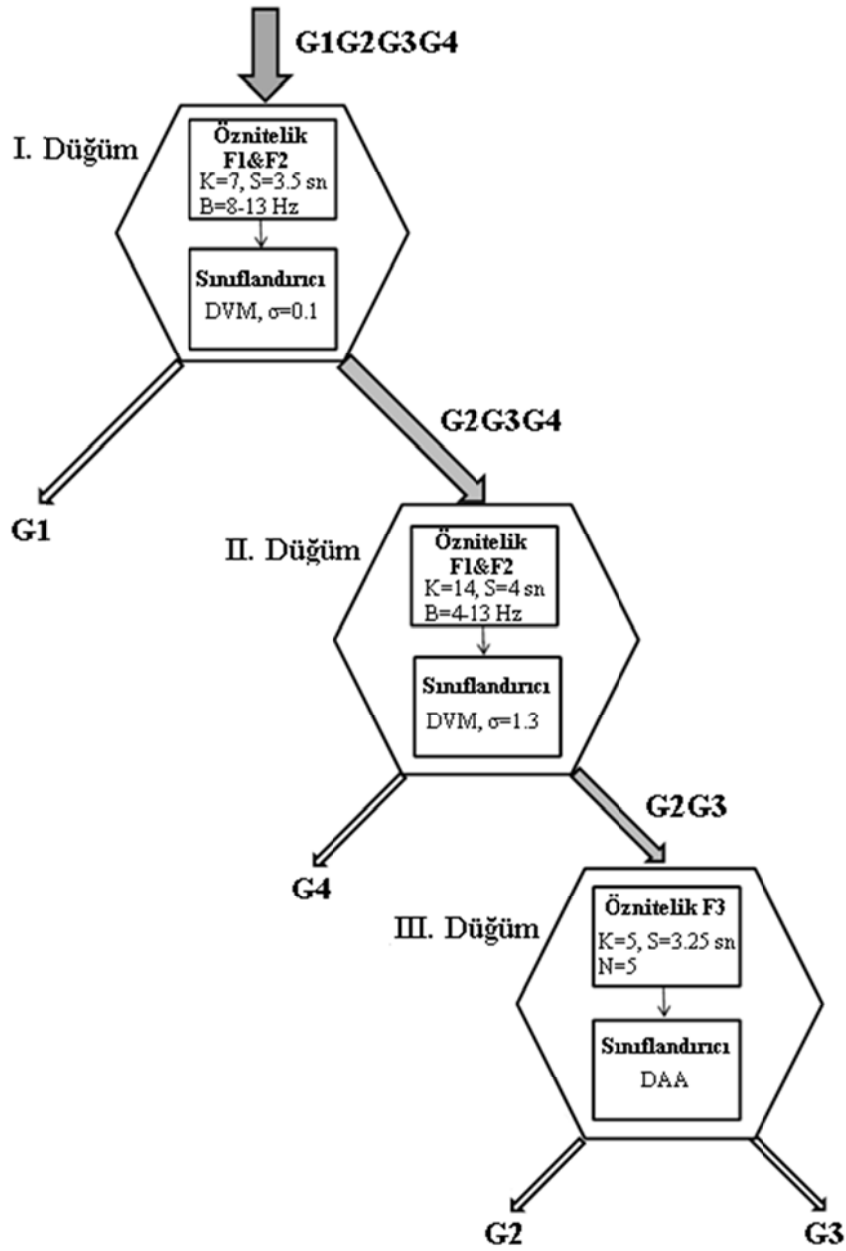 G1G2G3G4
I. Düğüm
Öznitelik
F1&F2
K=7, S=3.5 sn
B=8-13 Hz
Sınıflandırıcı
DVM, σ=0.1
G2G3G4
G1
II. Düğüm
Öznitelik
F1&F2
K=14, S=4 sn
B=4-13 Hz
Sınıflandırıcı
DVM, σ=1.3
G2G3
G4
III. Düğüm
Öznitelik F3
K=5, S=3.25 sn
N=5
Sınıflandırıcı
DAA
G2
G3